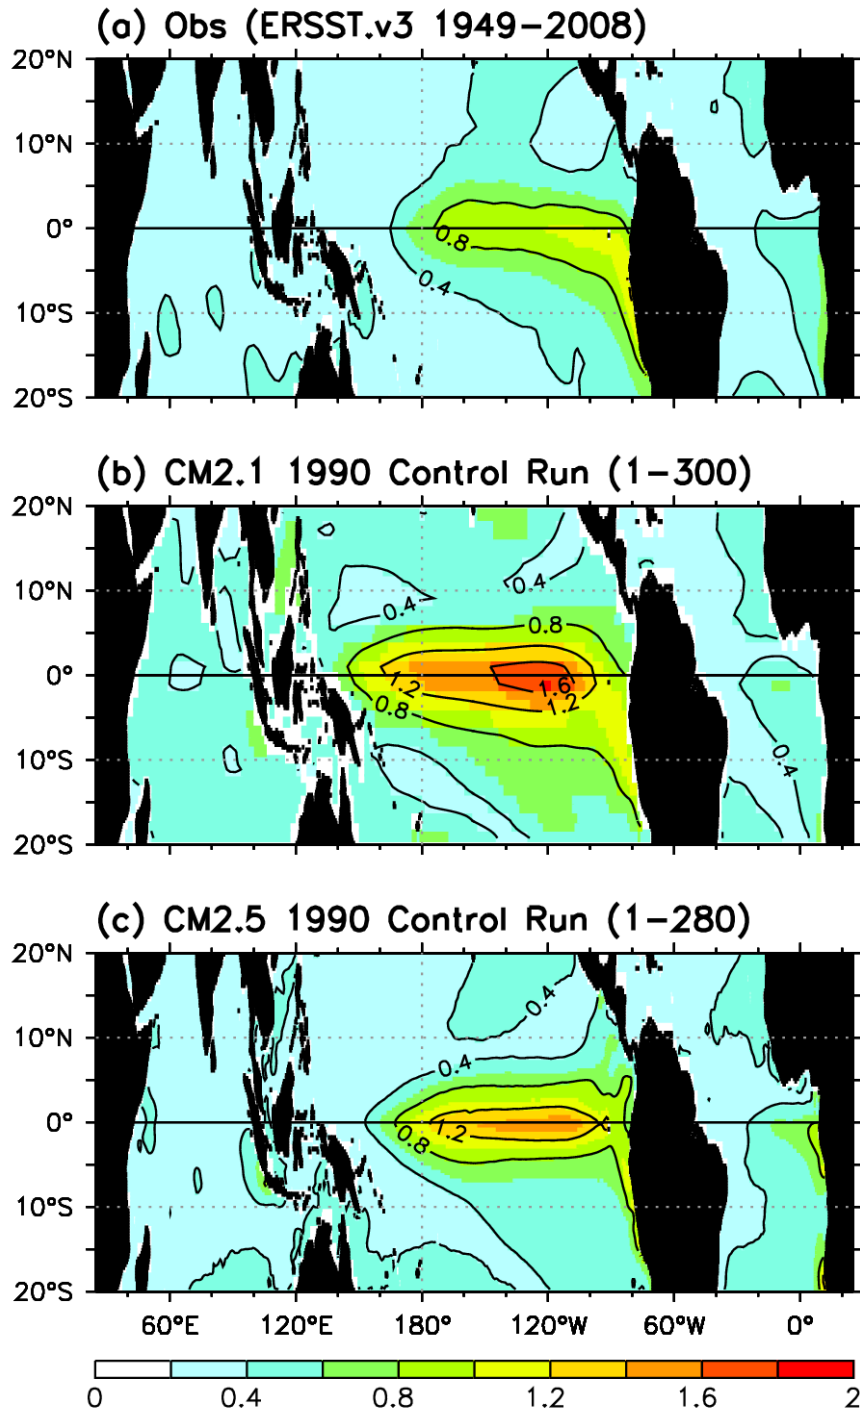 (a) Obs (ERSST.v3 1949–2008)
20°N
10°N
0°
10°S
20°S
0.8
0.4
(b) CM2.1 1990 Control Run (1–300)
20°N
10°N
0°
10°S
20°S
0.4
0.4
0.8
1.2
1.6
1.2
0.8
0.4
(c) CM2.5 1990 Control Run (1–280)
20°N
10°N
0°
10°S
20°S
0.4
0.4
1.2
0.8
60°E 120°E 180° 120°W 60°W 0°
0 0.4 0.8 1.2 1.6 2